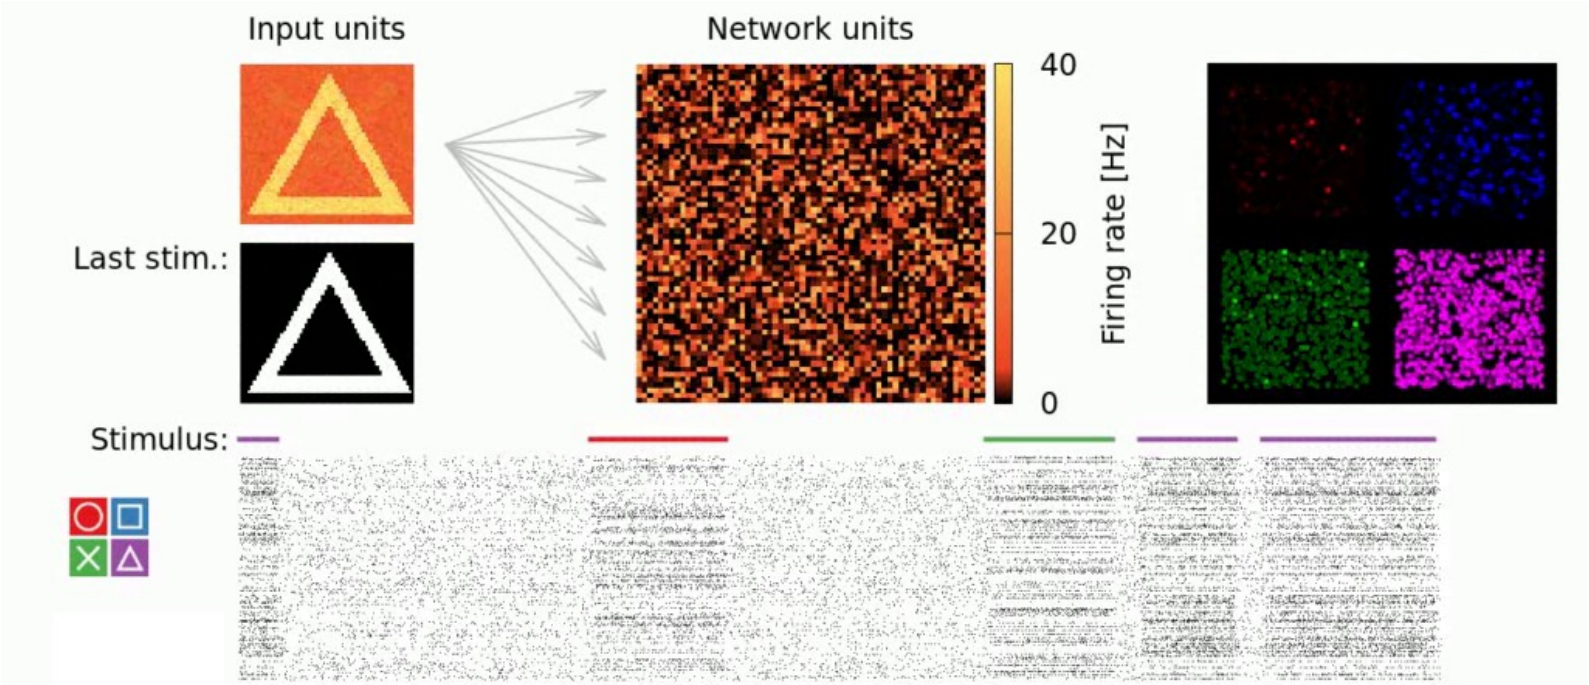 Input units
Network units
40
20
0
Firing rate [Hz]
Last stim.:
Stimulus: